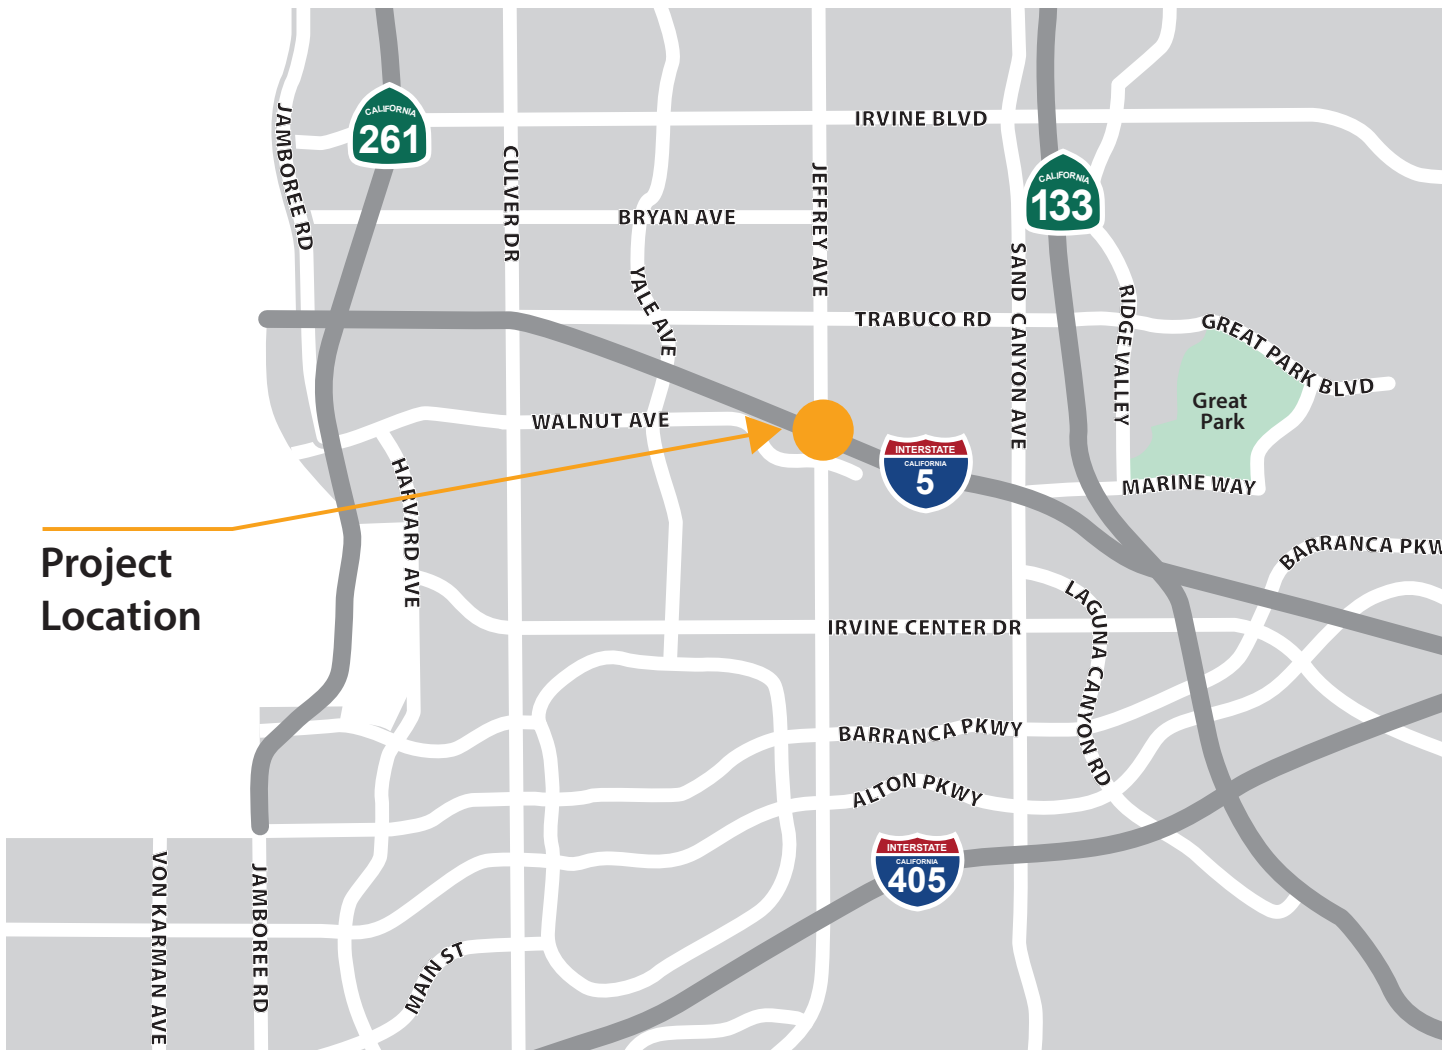 CALIFORNIA
261
JAMBOREE RD
CULVER DR
IRVINE BLVD
JEFFREY AVE
CALIFORNIA
133
BRYAN AVE
YALE AVE
SAND CANYON AVE
RIDGE VALLEY
TRABUCO RD
GREAT PARK BLVD
Great
Park
WALNUT AVE
INTERSTATE
CALIFORNIA
5
MARINE WAY
HARVARD AVE
Project
Location
BARRANCA PKW
LAGUNA CANYON RD
IRVINE CENTER DR
BARRANCA PKWY
ALTON PKWY
INTERSTATE
CALIFORNIA
405
VON KARMAN AVE
JAMBOREE RD
MAIN ST